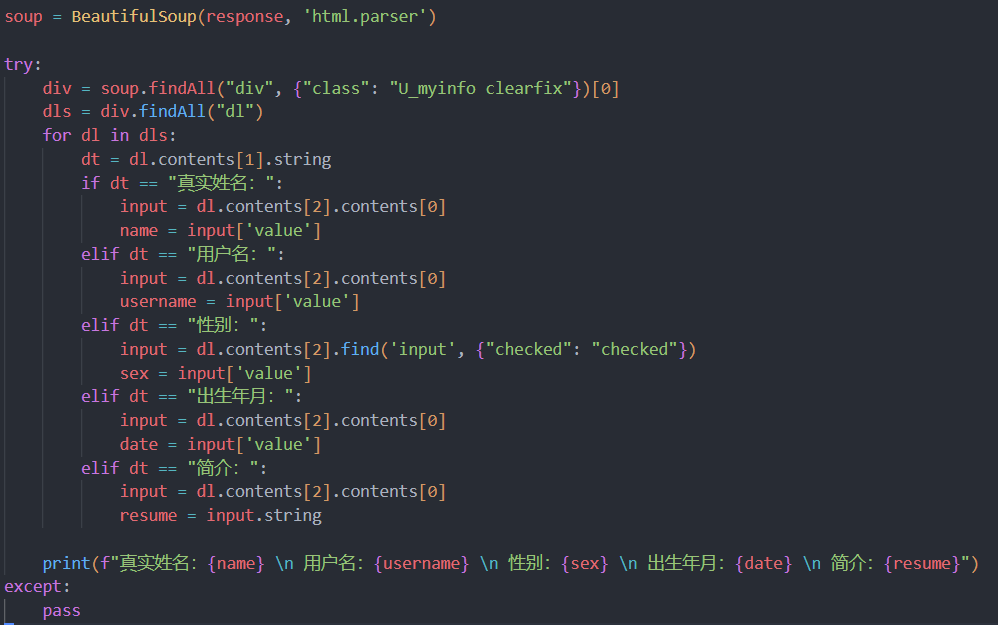 soup = BeautifulSoup(response, 'html.parser')

try:
    div = soup.findAll("div", {"class": "U_myinfo clearfix"})[0]
    dls = div.findAll("dl")
    for dl in dls:
        dt = dl.contents[1].string
        if dt == "真实姓名：":
            input = dl.contents[2].contents[0]
            name = input['value']
        elif dt == "用户名：":
            input = dl.contents[2].contents[0]
            username = input['value']
        elif dt == "性别：":
            input = dl.contents[2].find('input', {"checked": "checked"})
            sex = input['value']
        elif dt == "出生年月：":
            input = dl.contents[2].contents[0]
            date = input['value']
        elif dt == "简介：":
            input = dl.contents[2].contents[0]
            resume = input.string

    print(f"真实姓名：{name} \n 用户名：{username} \n 性别：{sex} \n 出生年月：{date} \n 简介：{resume}")
except:
    pass